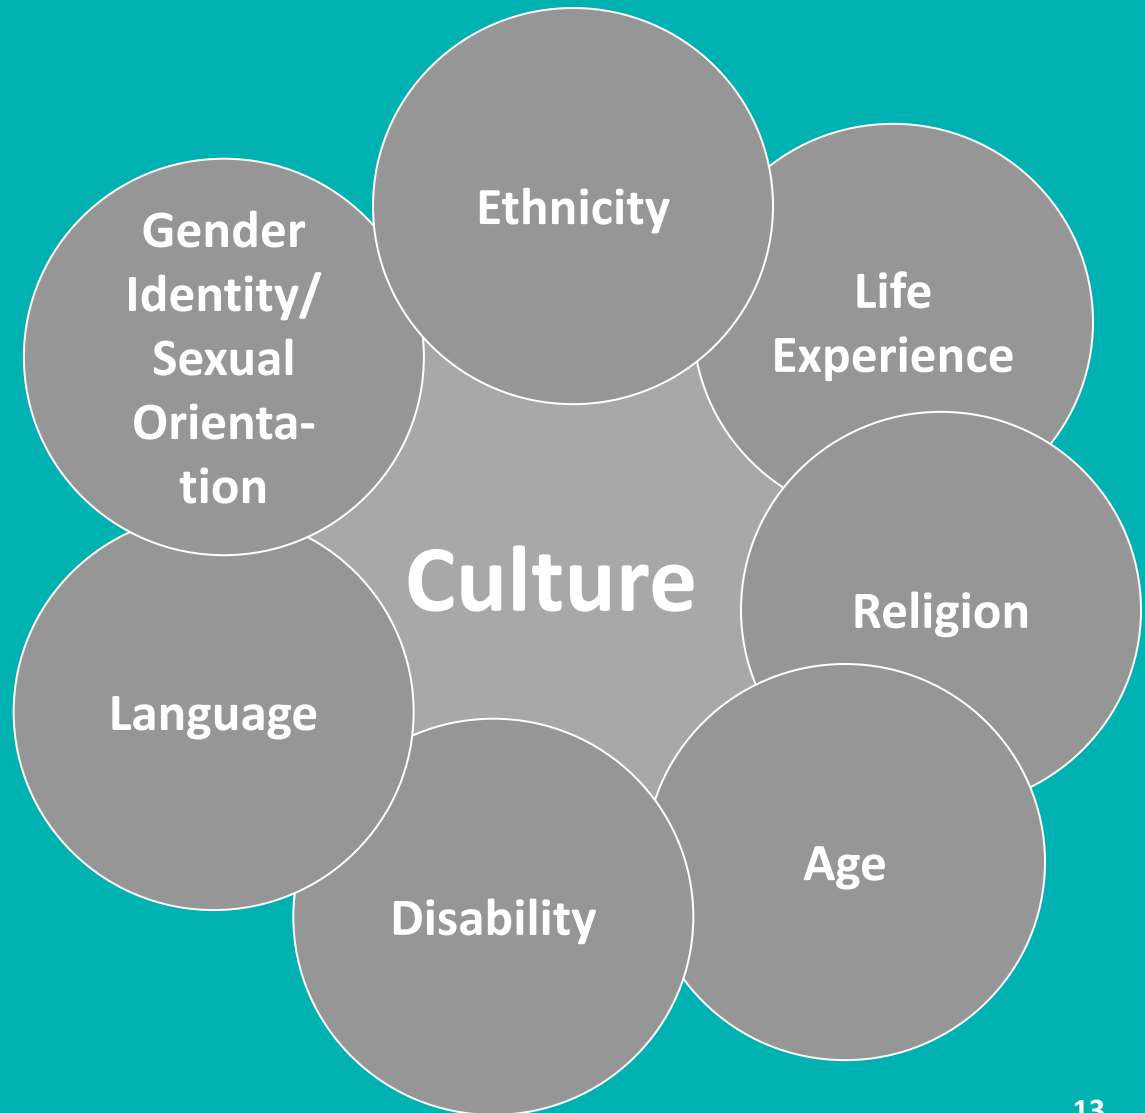 Ethnicity
Life
Experience
Religion
Age
Disability
Language
Gender
Identity/
Sexual
Orienta-
tion
Culture
13